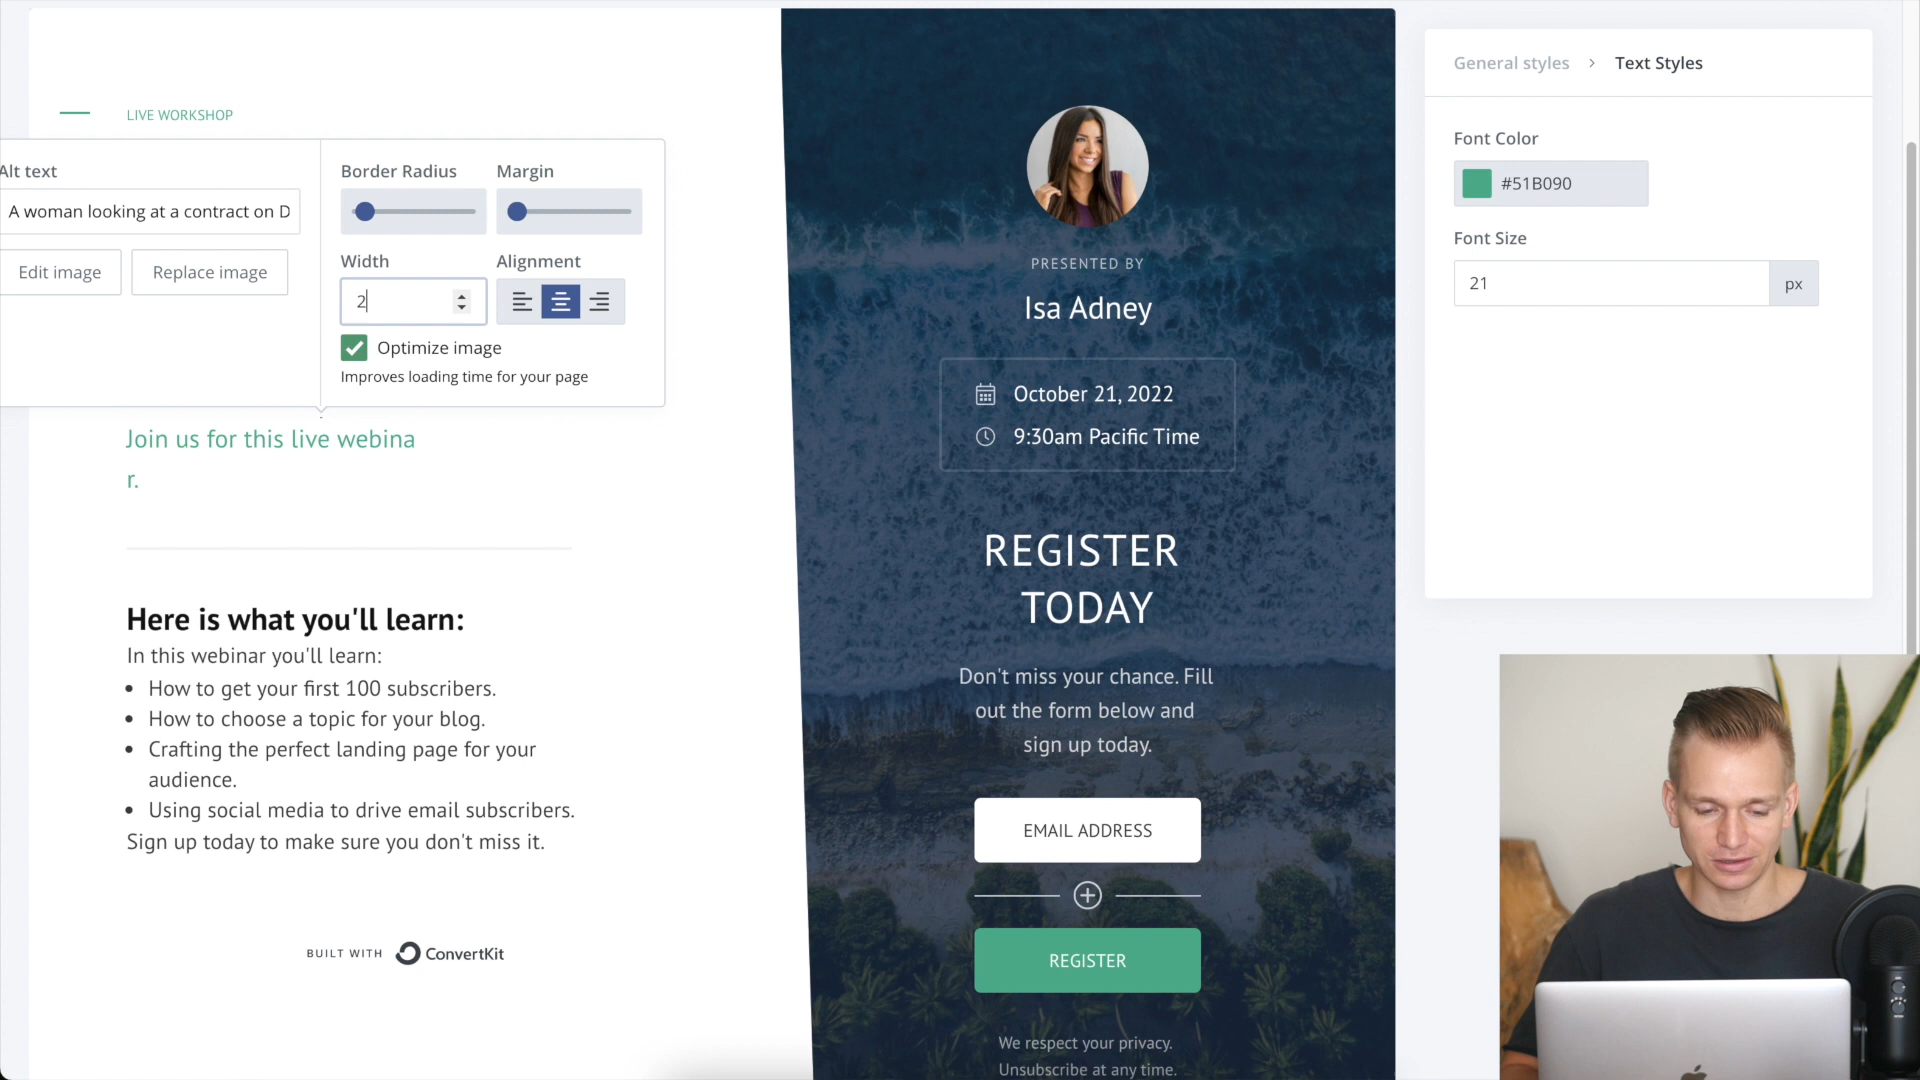 LIVE WORKSHOP
Alt text
A woman looking at a contract on D
Edit image
Replace image
Border Radius
Margin
Width
Alignment
2
Optimize image
Improves loading time for your page
Join us for this live webina
r.
Here is what you'll learn:
In this webinar you'll learn:
How to get your first 100 subscribers.
How to choose a topic for your blog.
Crafting the perfect landing page for your
audience.
Using social media to drive email subscribers.
Sign up today to make sure you don't miss it.
BUILT WITH ConvertKit
PRESENTED BY
Isa Adney
October 21, 2022
9:30am Pacific Time
REGISTER
TODAY
Don't miss your chance. Fill
out the form below and
sign up today.
EMAIL ADDRESS
REGISTER
We respect your privacy.
Unsubscribe at any time.
General styles > Text Styles
Font Color
#51B090
Font Size
21 px